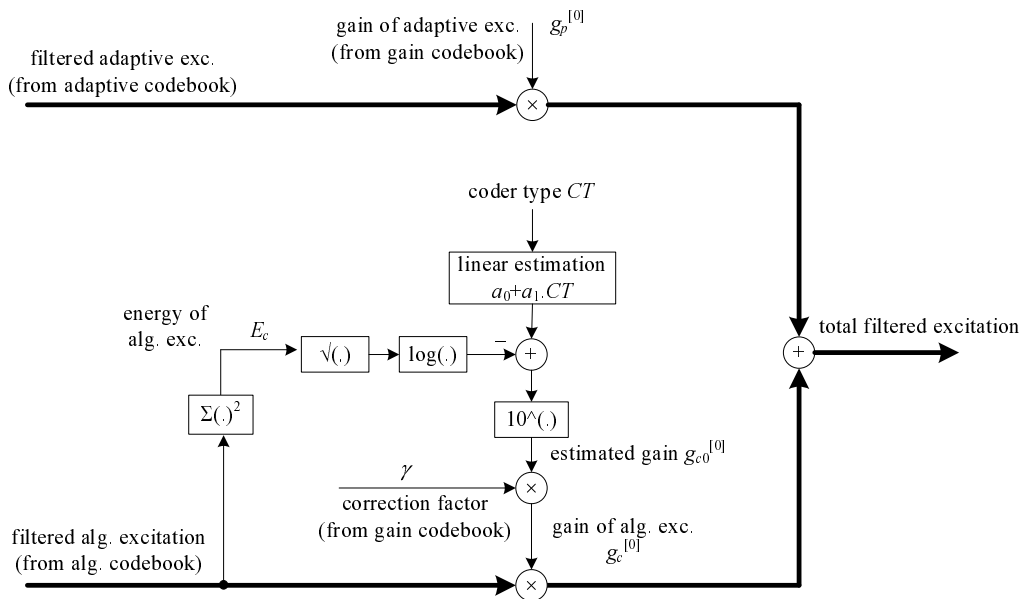 gain of adaptive exc.
(from gain codebook)
g_p^[0]
filtered adaptive exc.
(from adaptive codebook)
×
coder type CT
linear estimation
a₀+a₁.CT
energy of
alg. exc.
E_c
√(.)
log(.)
−
+
+
total filtered excitation
Σ(.)²
10^(.)
estimated gain g_c0^[0]
γ
×
correction factor
(from gain codebook)
filtered alg. excitation
(from alg. codebook)
gain of alg. exc.
g_c^[0]
×